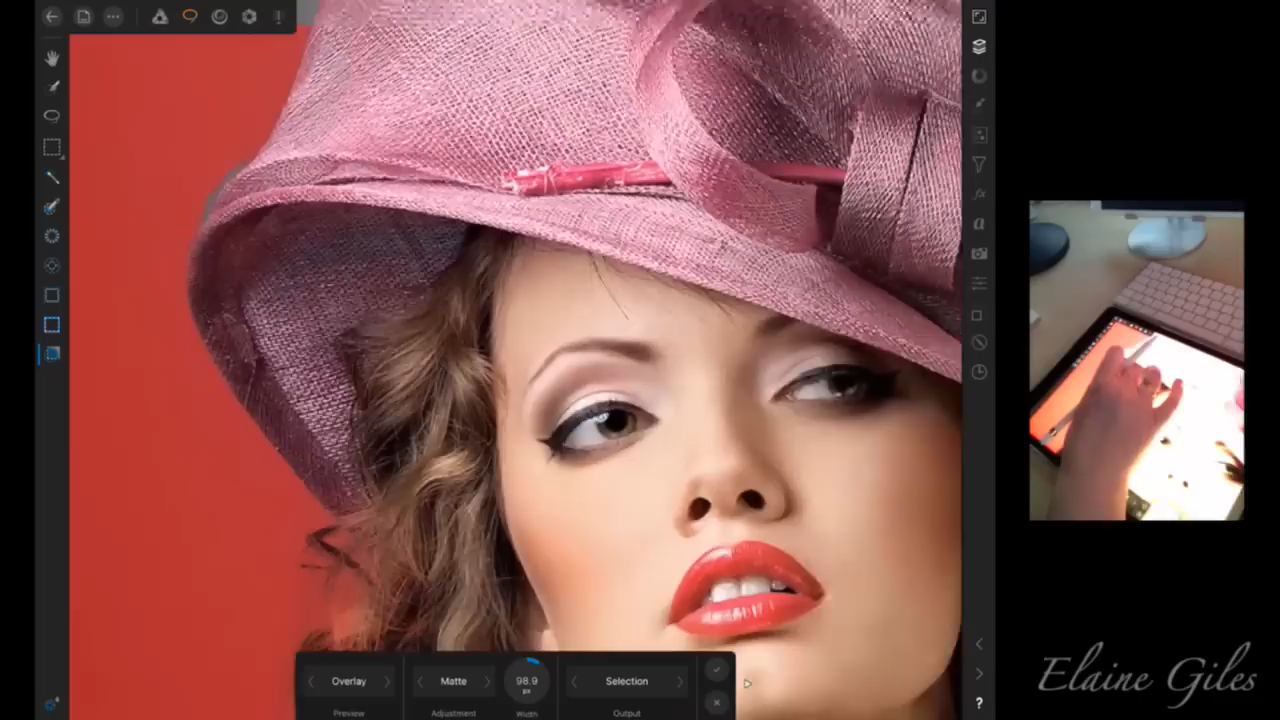 Overlay
Matte
98.9
px
Selection
Preview
Adjustment
Width
Output
?
Elaine Giles